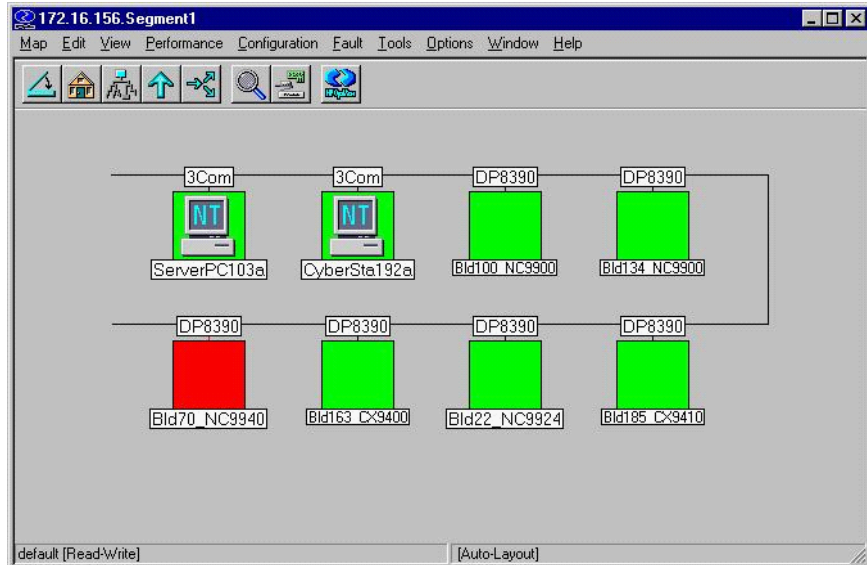 172.16.156.Segment1
Map Edit View Performance Configuration Fault Tools Options Window Help
3Com 3Com DP8390 DP8390
NT NT
ServerPC103a CyberSta192a Bld100_NC9900 Bld134_NC9900
DP8390 DP8390 DP8390 DP8390
Bld70_NC9940 Bld163_CX9400 Bld22_NC9924 Bld185_CX9410
default [Read-Write] [Auto-Layout]